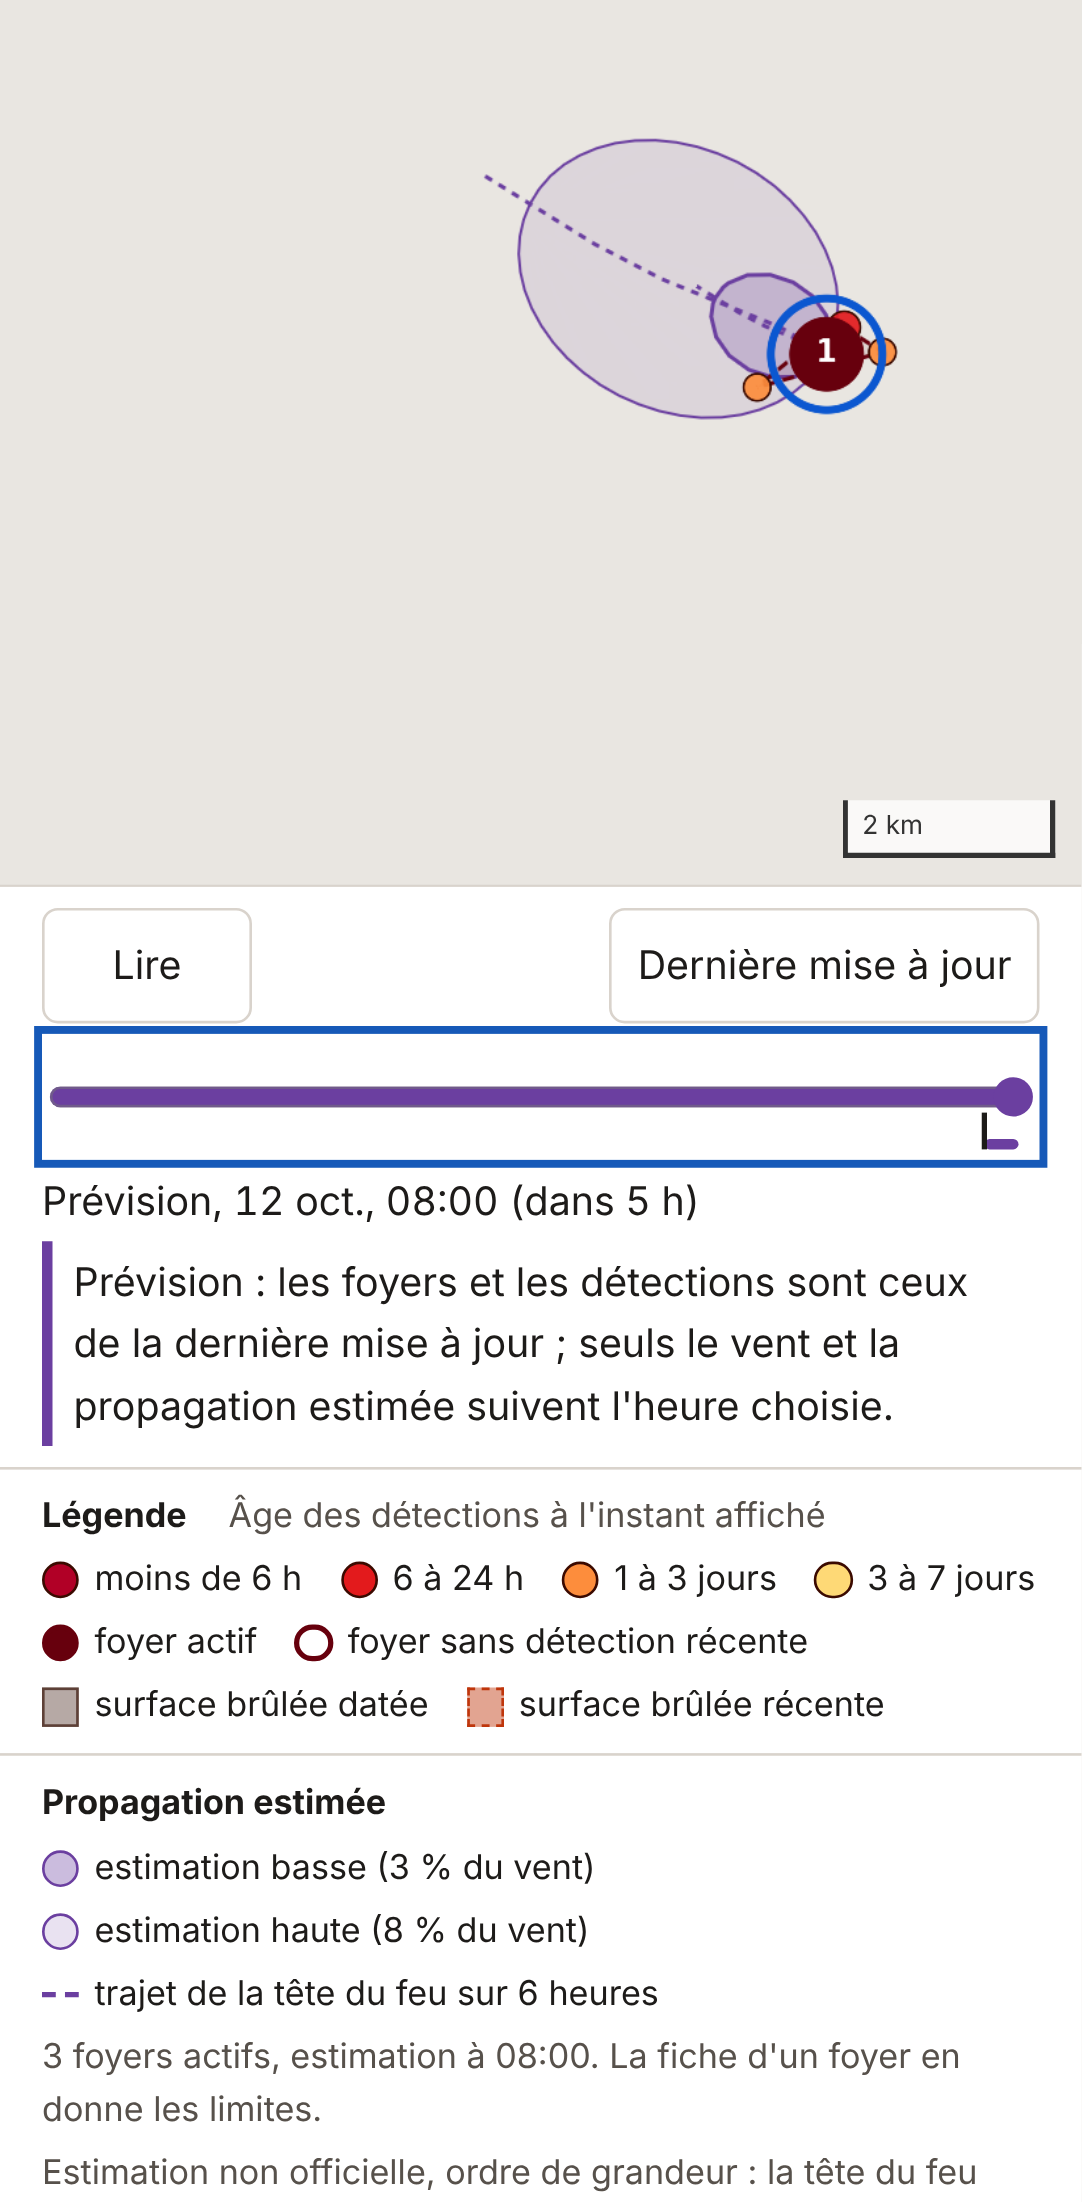 1
2 km
Lire
Dernière mise à jour
Prévision, 12 oct., 08:00 (dans 5 h)
Prévision : les foyers et les détections sont ceux
de la dernière mise à jour ; seuls le vent et la
propagation estimée suivent l'heure choisie.
Légende Âge des détections à l'instant affiché
moins de 6 h 6 à 24 h 1 à 3 jours 3 à 7 jours
foyer actif foyer sans détection récente
surface brûlée datée surface brûlée récente
Propagation estimée
estimation basse (3 % du vent)
estimation haute (8 % du vent)
trajet de la tête du feu sur 6 heures
3 foyers actifs, estimation à 08:00. La fiche d'un foyer en
donne les limites.
Estimation non officielle, ordre de grandeur : la tête du feu